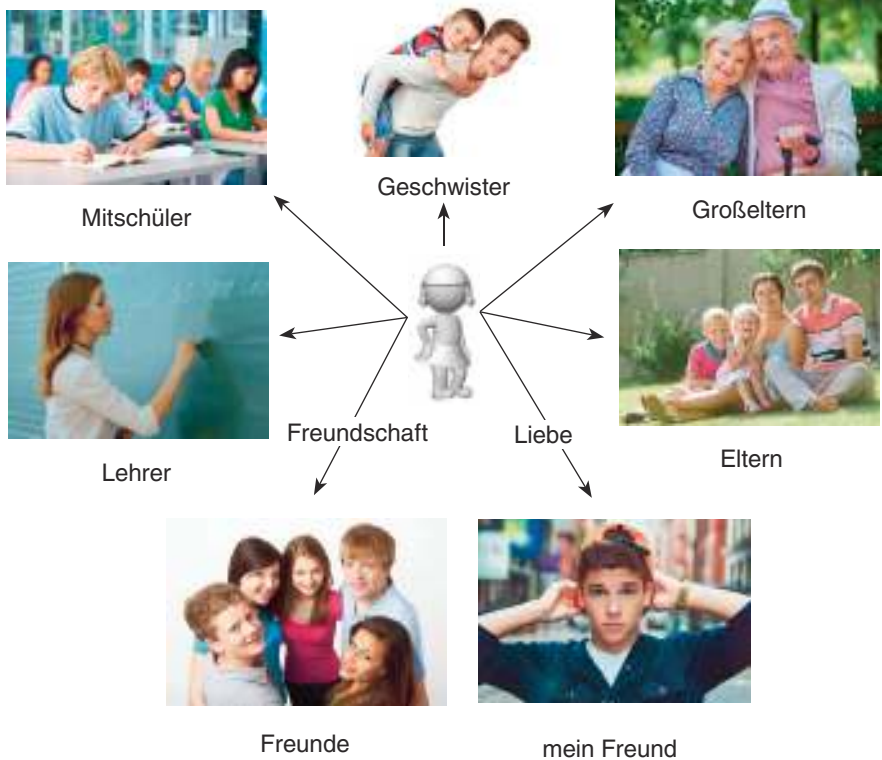 Geschwister
Mitschüler
Großeltern
Freundschaft
Liebe
Lehrer
Eltern
Freunde
mein Freund